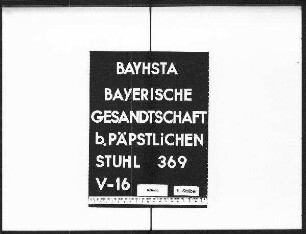 BAYHSTA
BAYERISCHE
GESANDTSCHAFT
b, PÄPSTLiCHEN
STUHL 369
V-16